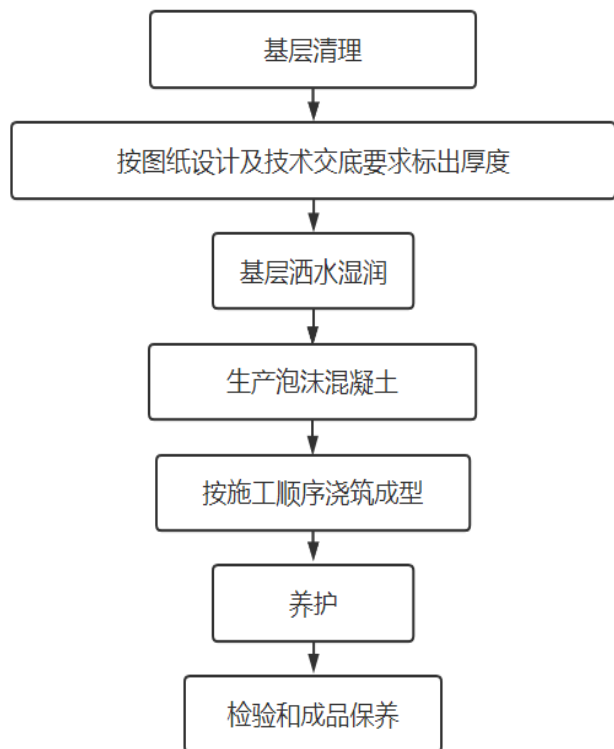 基层清理
按图纸设计及技术交底要求标出厚度
基层洒水湿润
生产泡沫混凝土
按施工顺序浇筑成型
养护
检验和成品保养